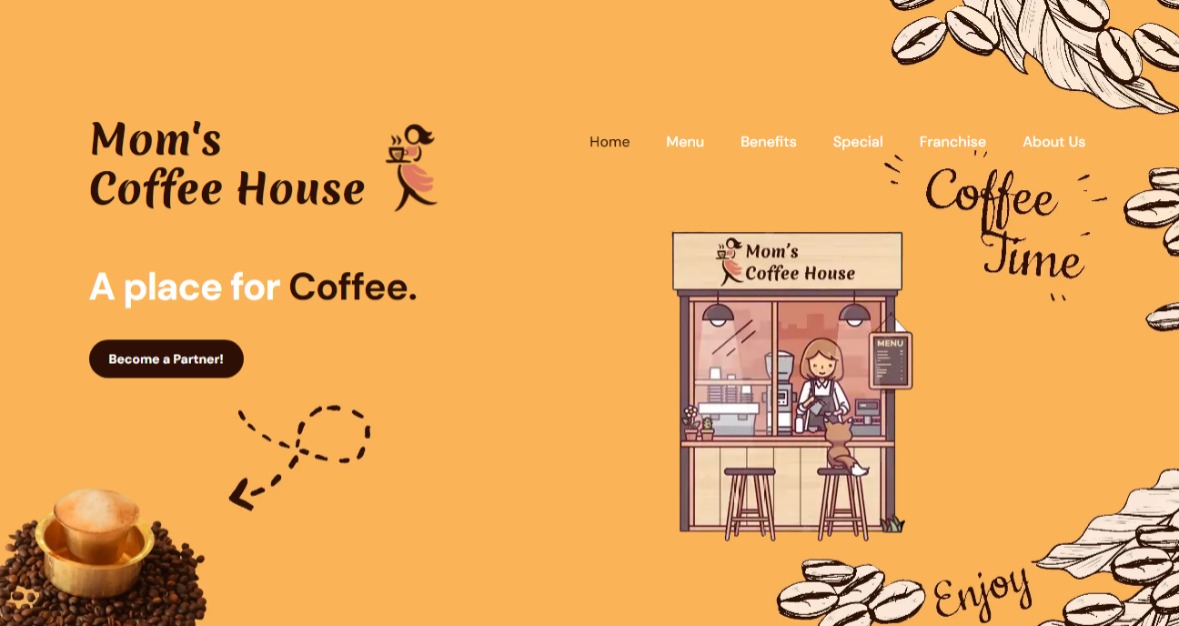 Mom's
Coffee House
Home Menu Benefits Special Franchise About Us
Coffee
Time
Mom's
Coffee House
A place for Coffee.
MENU
Become a Partner!
Enjoy